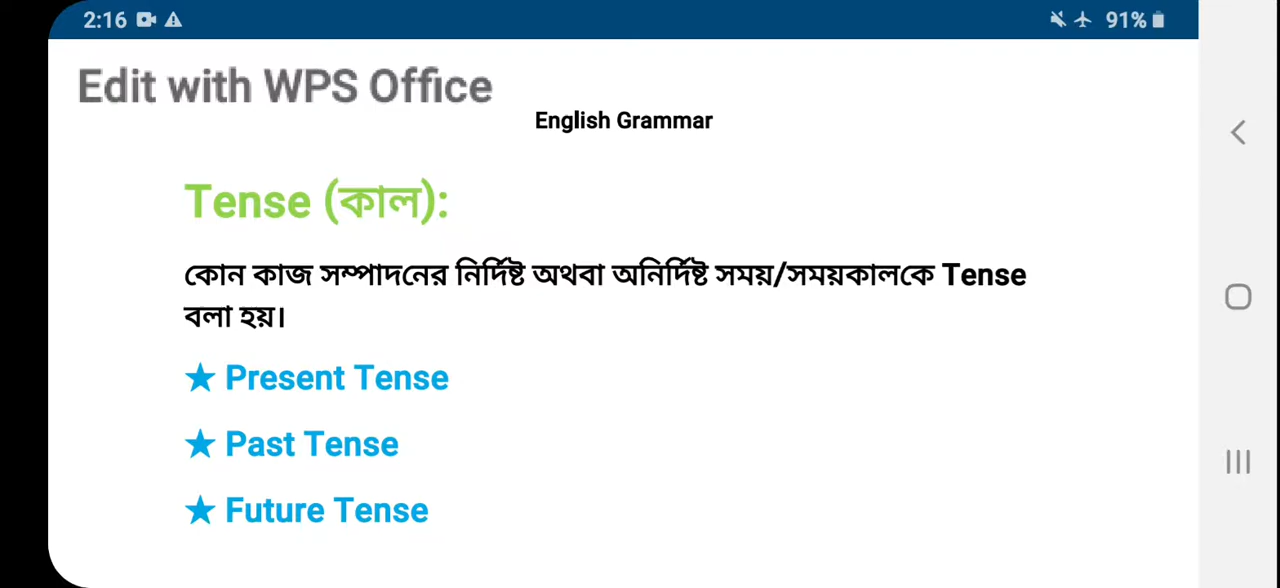 2:16 91%
Edit with WPS Office
English Grammar
Tense (কাল):
কোন কাজ সম্পাদনের নির্দিষ্ট অথবা অনির্দিষ্ট সময়/সময়কালকে Tense
বলা হয়।
★ Present Tense
★ Past Tense
★ Future Tense